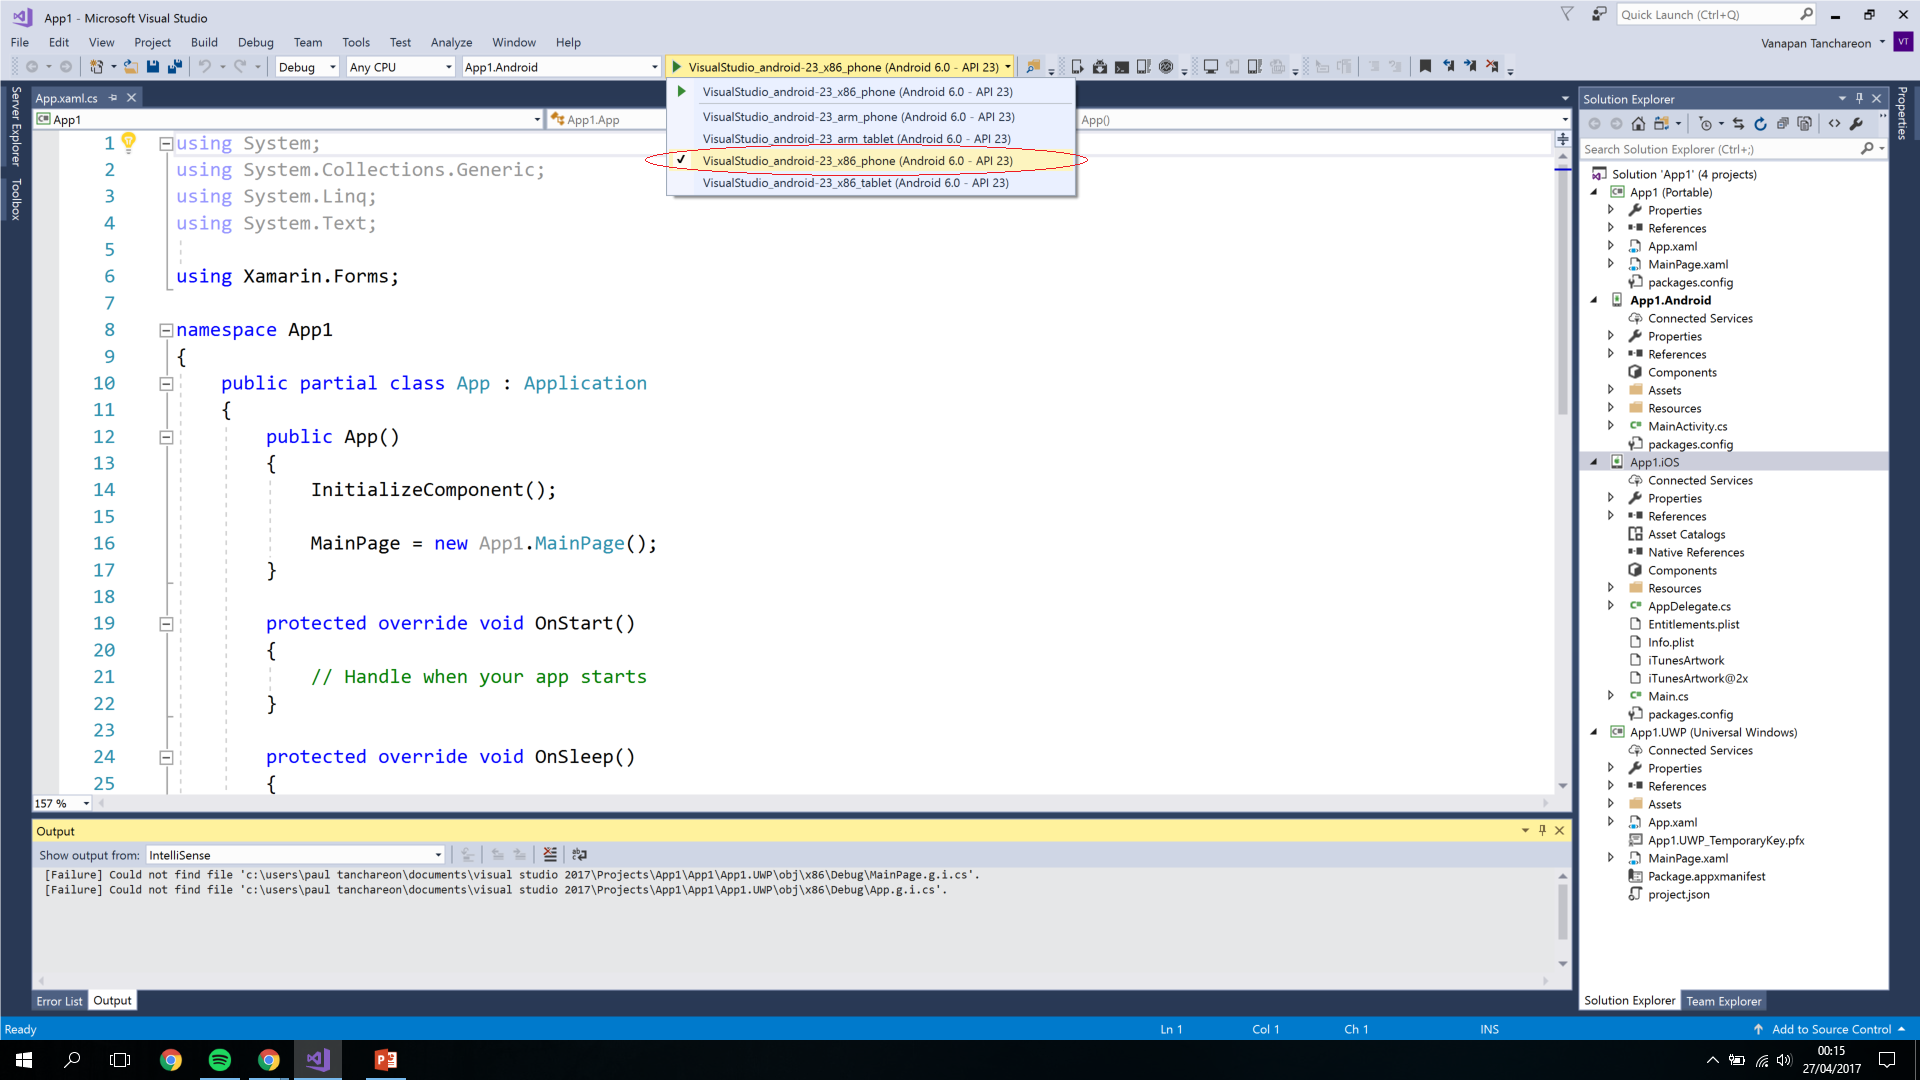 App1 - Microsoft Visual Studio
Quick Launch (Ctrl+Q)
File Edit View Project Build Debug Team Tools Test Analyze Window Help
Vanapan Tanchareon VT
Debug Any CPU App1.Android VisualStudio_android-23_x86_phone (Android 6.0 - API 23)
VisualStudio_android-23_x86_phone (Android 6.0 - API 23)
VisualStudio_android-23_arm_phone (Android 6.0 - API 23)
VisualStudio_android-23_arm_tablet (Android 6.0 - API 23)
VisualStudio_android-23_x86_phone (Android 6.0 - API 23)
VisualStudio_android-23_x86_tablet (Android 6.0 - API 23)
Server Explorer
Toolbox
App.xaml.cs
App1 App1.App App()
1 using System;
2 using System.Collections.Generic;
3 using System.Linq;
4 using System.Text;
5
6 using Xamarin.Forms;
7
8 namespace App1
9 {
10 public partial class App : Application
11 {
12 public App()
13 {
14 InitializeComponent();
15
16 MainPage = new App1.MainPage();
17 }
18
19 protected override void OnStart()
20 {
21 // Handle when your app starts
22 }
23
24 protected override void OnSleep()
25 {
157 %
Output
Show output from: IntelliSense
[Failure] Could not find file 'c:\users\paul tanchareon\documents\visual studio 2017\Projects\App1\App1\App1.UWP\obj\x86\Debug\MainPage.g.i.cs'.
[Failure] Could not find file 'c:\users\paul tanchareon\documents\visual studio 2017\Projects\App1\App1\App1.UWP\obj\x86\Debug\App.g.i.cs'.
Error List Output
Solution Explorer
Search Solution Explorer (Ctrl+;)
Solution 'App1' (4 projects)
App1 (Portable)
Properties
References
App.xaml
MainPage.xaml
packages.config
App1.Android
Connected Services
Properties
References
Components
Assets
Resources
MainActivity.cs
packages.config
App1.iOS
Connected Services
Properties
References
Asset Catalogs
Native References
Components
Resources
AppDelegate.cs
Entitlements.plist
Info.plist
iTunesArtwork
iTunesArtwork@2x
Main.cs
packages.config
App1.UWP (Universal Windows)
Connected Services
Properties
References
Assets
App.xaml
App1.UWP_TemporaryKey.pfx
MainPage.xaml
Package.appxmanifest
project.json
Solution Explorer Team Explorer
Properties
Ready Ln 1 Col 1 Ch 1 INS Add to Source Control
00:15
27/04/2017